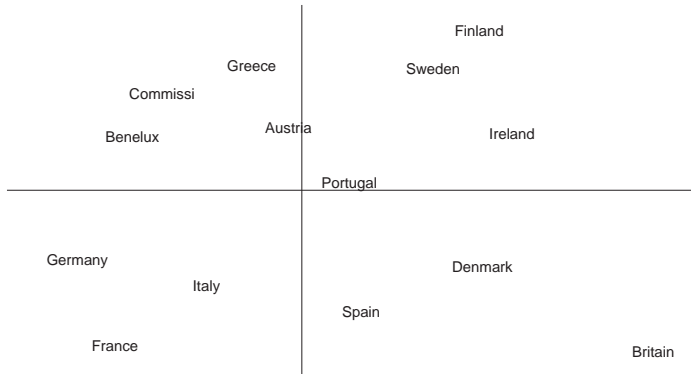 Finland
Greece
Sweden
Commissi
Austria
Ireland
Benelux
Portugal
Germany
Denmark
Italy
Spain
France
Britain